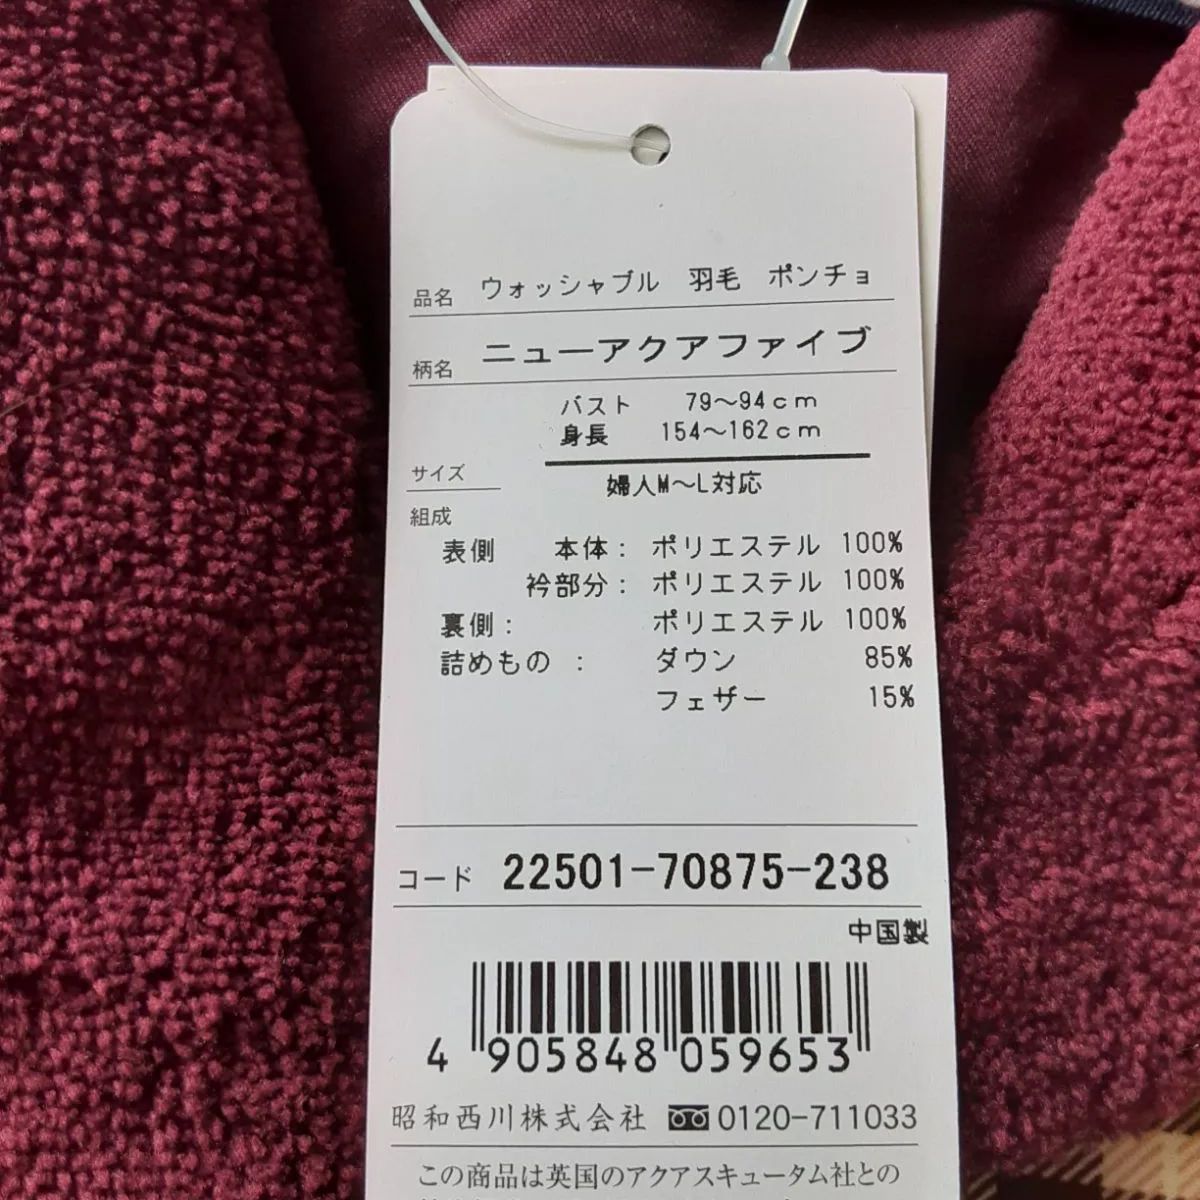 品名 ウォッシャブル 羽毛 ポンチョ
柄名 ニューアクアファイブ
バスト 79〜94cm
身長 154〜162cm
サイズ 婦人M〜L対応
組成
表側 本体: ポリエステル 100%
衿部分: ポリエステル 100%
裏側: ポリエステル 100%
詰めもの : ダウン 85%
フェザー 15%
コード 22501-70875-238
中国製
4 905848 059653
昭和西川株式会社 0120-711033
この商品は英国のアクアスキュータム社との